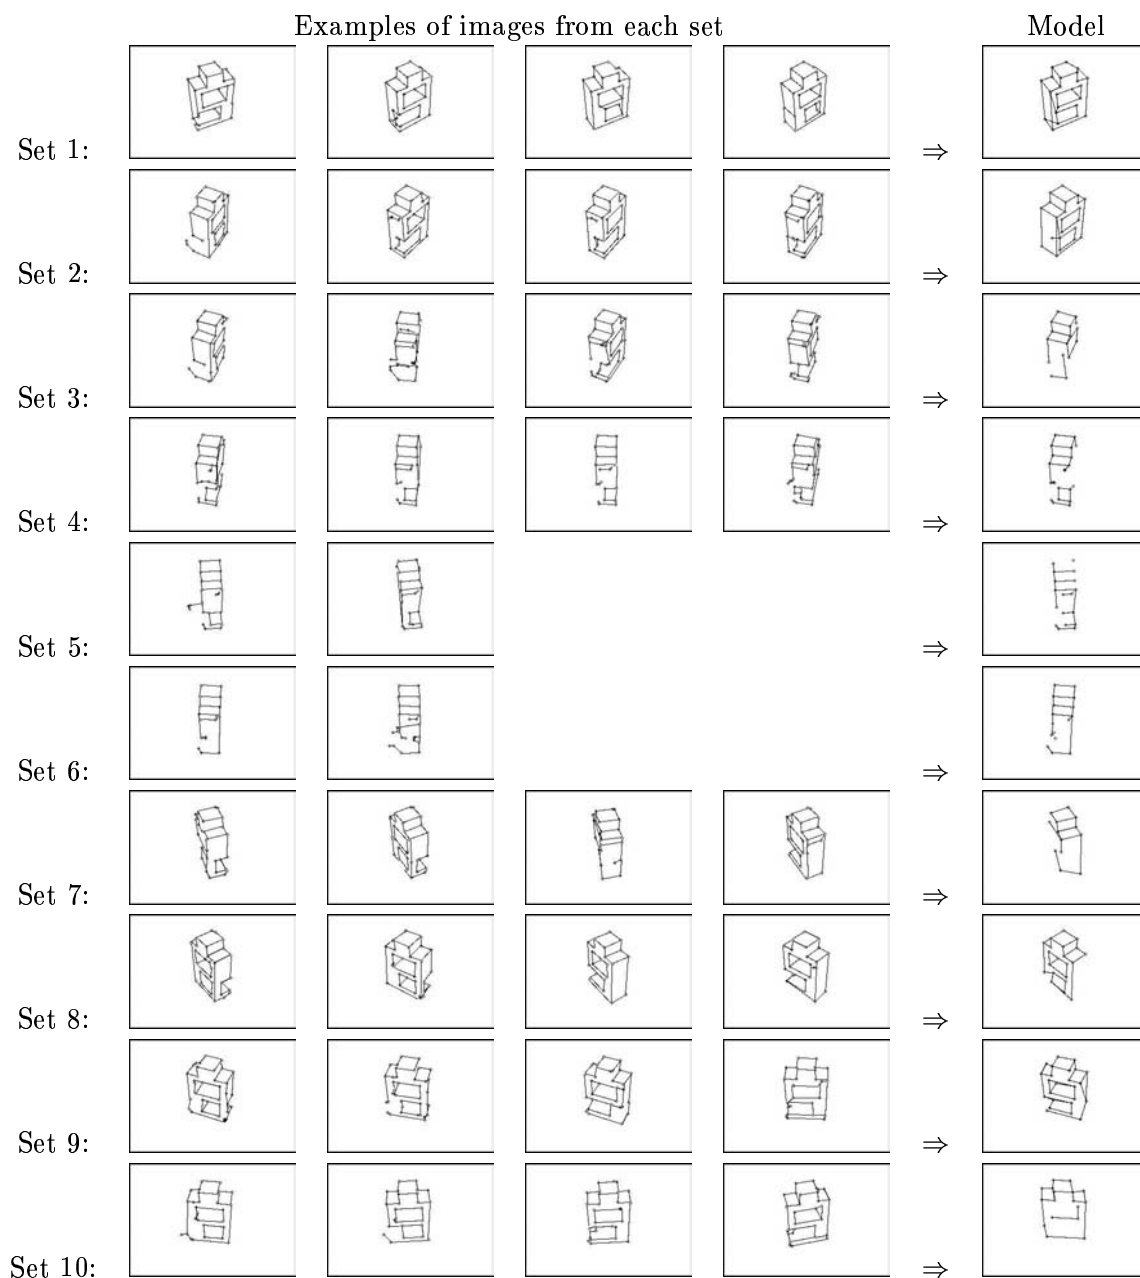 Examples of images from each set Model
Set 1: ⇒
Set 2: ⇒
Set 3: ⇒
Set 4: ⇒
Set 5: ⇒
Set 6: ⇒
Set 7: ⇒
Set 8: ⇒
Set 9: ⇒
Set 10: ⇒